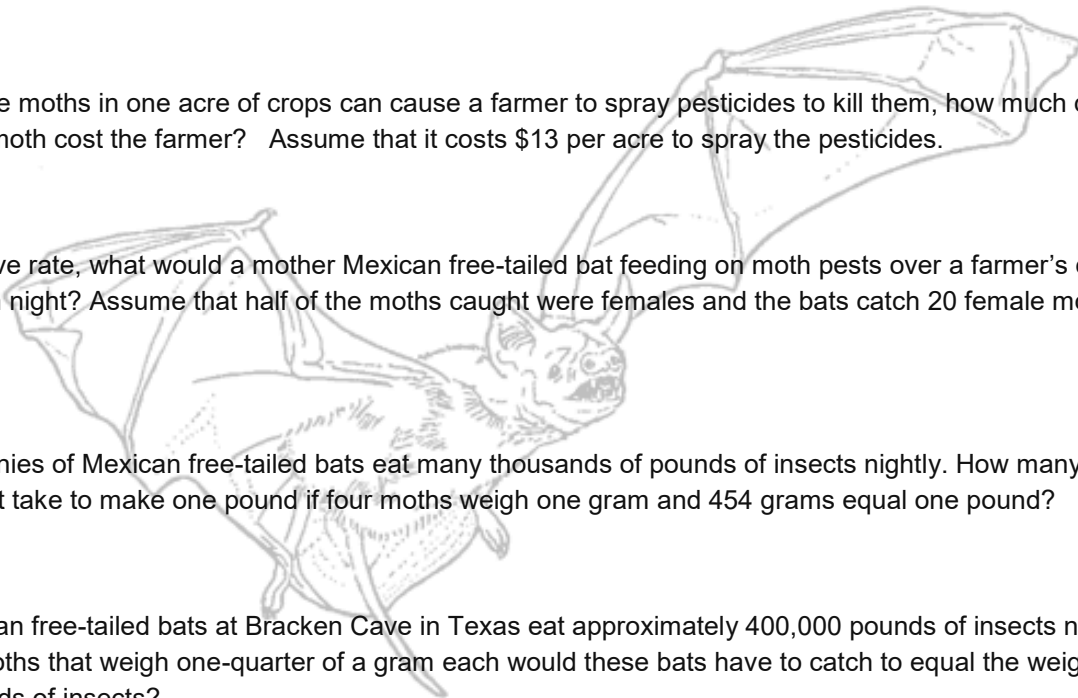 e moths in one acre of crops can cause a farmer to spray pesticides to kill them, how much
moth cost the farmer? Assume that it costs $13 per acre to spray the pesticides.
ve rate, what would a mother Mexican free-tailed bat feeding on moth pests over a farmer’s
night? Assume that half of the moths caught were females and the bats catch 20 female
nies of Mexican free-tailed bats eat many thousands of pounds of insects nightly. How many
t take to make one pound if four moths weigh one gram and 454 grams equal one pound?
an free-tailed bats at Bracken Cave in Texas eat approximately 400,000 pounds of insects
oths that weigh one-quarter of a gram each would these bats have to catch to equal the
ds of insects?